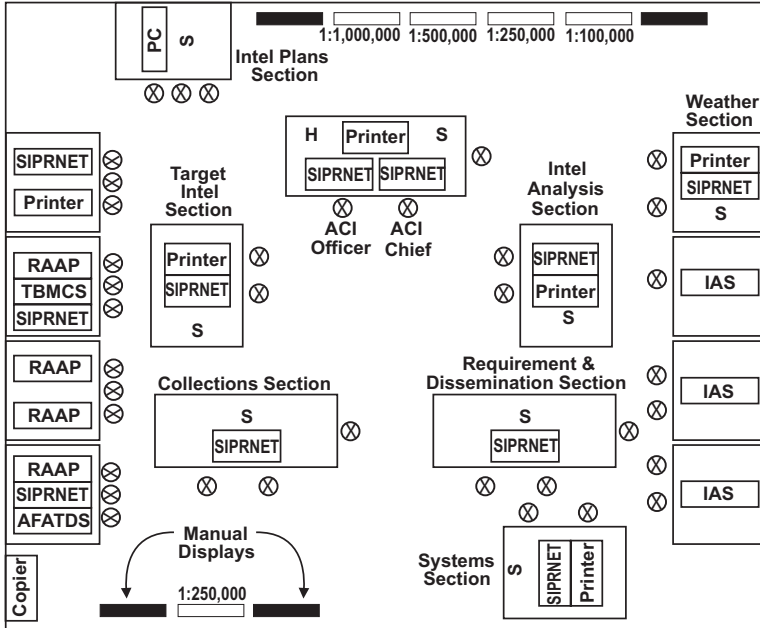 PC
S
Intel Plans
Section
1:1,000,000
1:500,000
1:250,000
1:100,000
Weather
Section
SIPRNET
Printer
H
Printer
S
SIPRNET
SIPRNET
ACI
Officer
ACI
Chief
Target
Intel
Section
Printer
SIPRNET
S
Intel
Analysis
Section
SIPRNET
Printer
S
Printer
SIPRNET
S
RAAP
TBMCS
SIPRNET
IAS
RAAP
RAAP
Collections Section
S
SIPRNET
Requirement &
Dissemination Section
S
SIPRNET
IAS
RAAP
SIPRNET
AFATDS
IAS
Copier
Manual
Displays
1:250,000
Systems
Section
S
SIPRNET
Printer